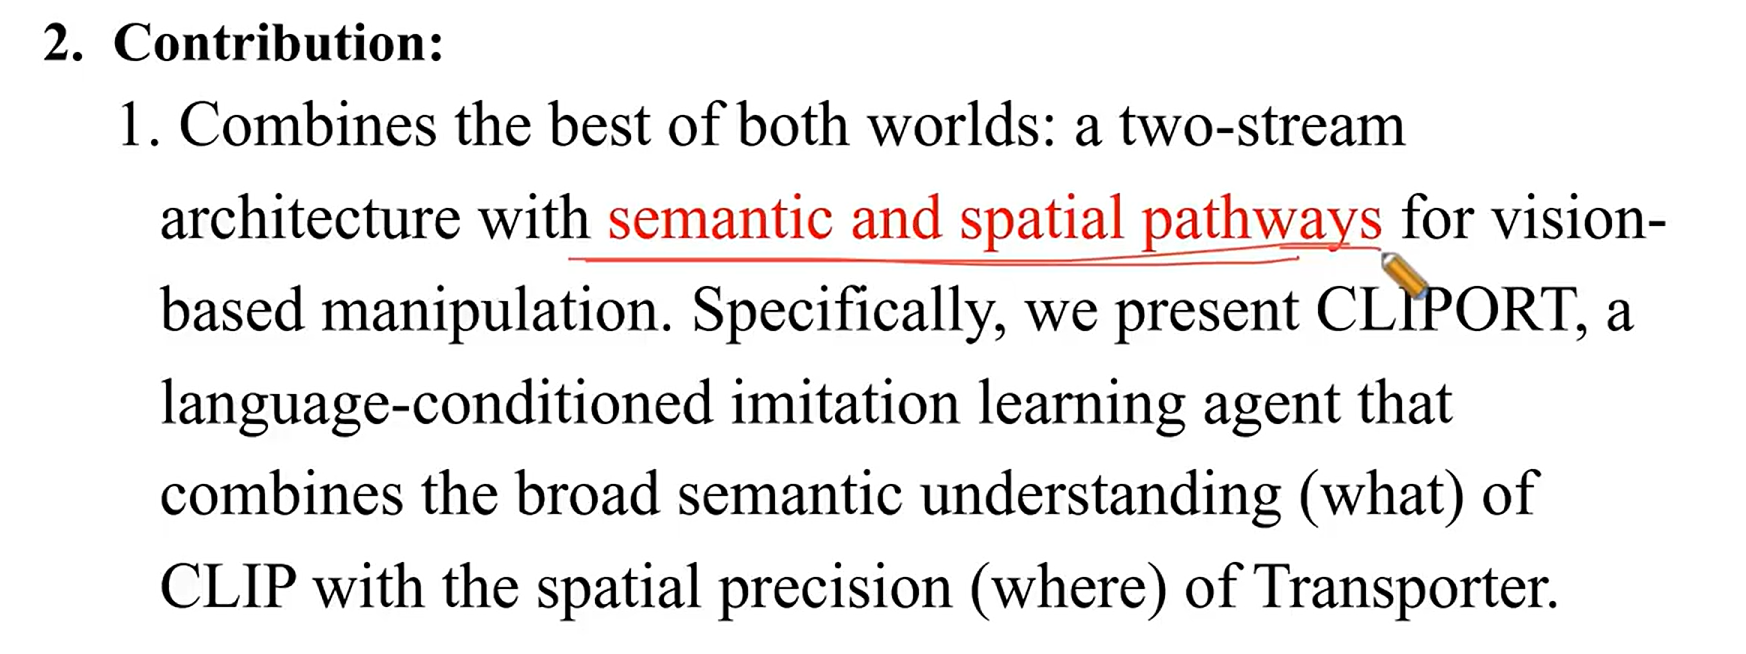 2. Contribution:
1. Combines the best of both worlds: a two-stream
architecture with semantic and spatial pathways for vision-
based manipulation. Specifically, we present CLIPORT, a
language-conditioned imitation learning agent that
combines the broad semantic understanding (what) of
CLIP with the spatial precision (where) of Transporter.